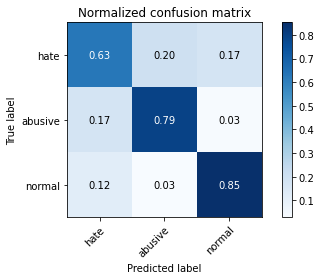 Normalized confusion matrix
True label
hate
abusive
normal
0.63 0.20 0.17
0.17 0.79 0.03
0.12 0.03 0.85
hate
abusive
normal
Predicted label
0.8
0.7
0.6
0.5
0.4
0.3
0.2
0.1